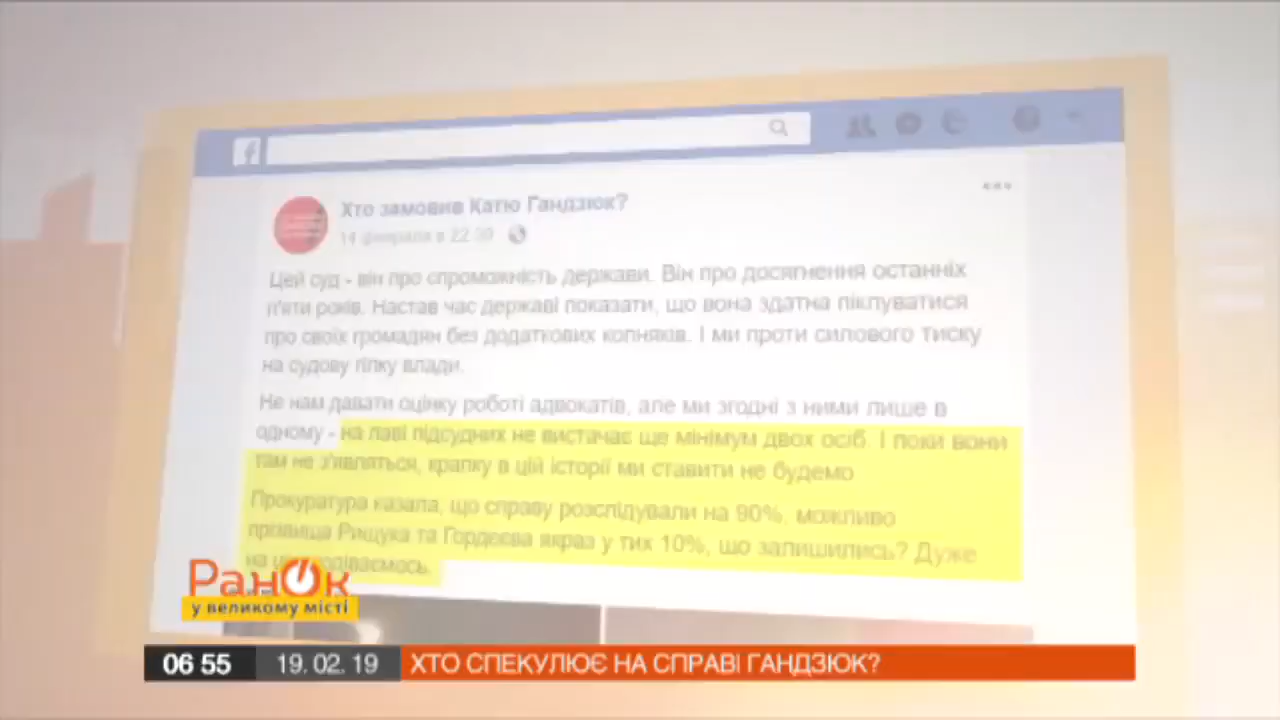 f
Хто замовив Катю Гандзюк?
14 февраля в 22:30
Цей суд - він про спроможність держави. Він про досягнення останніх
п'яти років. Настав час державі показати, що вона здатна піклуватися
про своїх громадян без додаткових копняків. І ми проти силового тиску
на судову гілку влади.
Не нам давати оцінку роботі адвокатів, але ми згодні з ними лише в
одному - на лаві підсудних не вистачає ще мінімум двох осіб. І поки вони
там не з'являться, крапку в цій історії ми ставити не будемо
Прокуратура казала, що справу розслідували на 90%, можливо
прізвища Рищука та Гордєєва якраз у тих 10%, що залишились? Дуже
на
Ранок
у великому місті
06 55 19. 02. 19 ХТО СПЕКУЛЮЄ НА СПРАВІ ГАНДЗЮК?